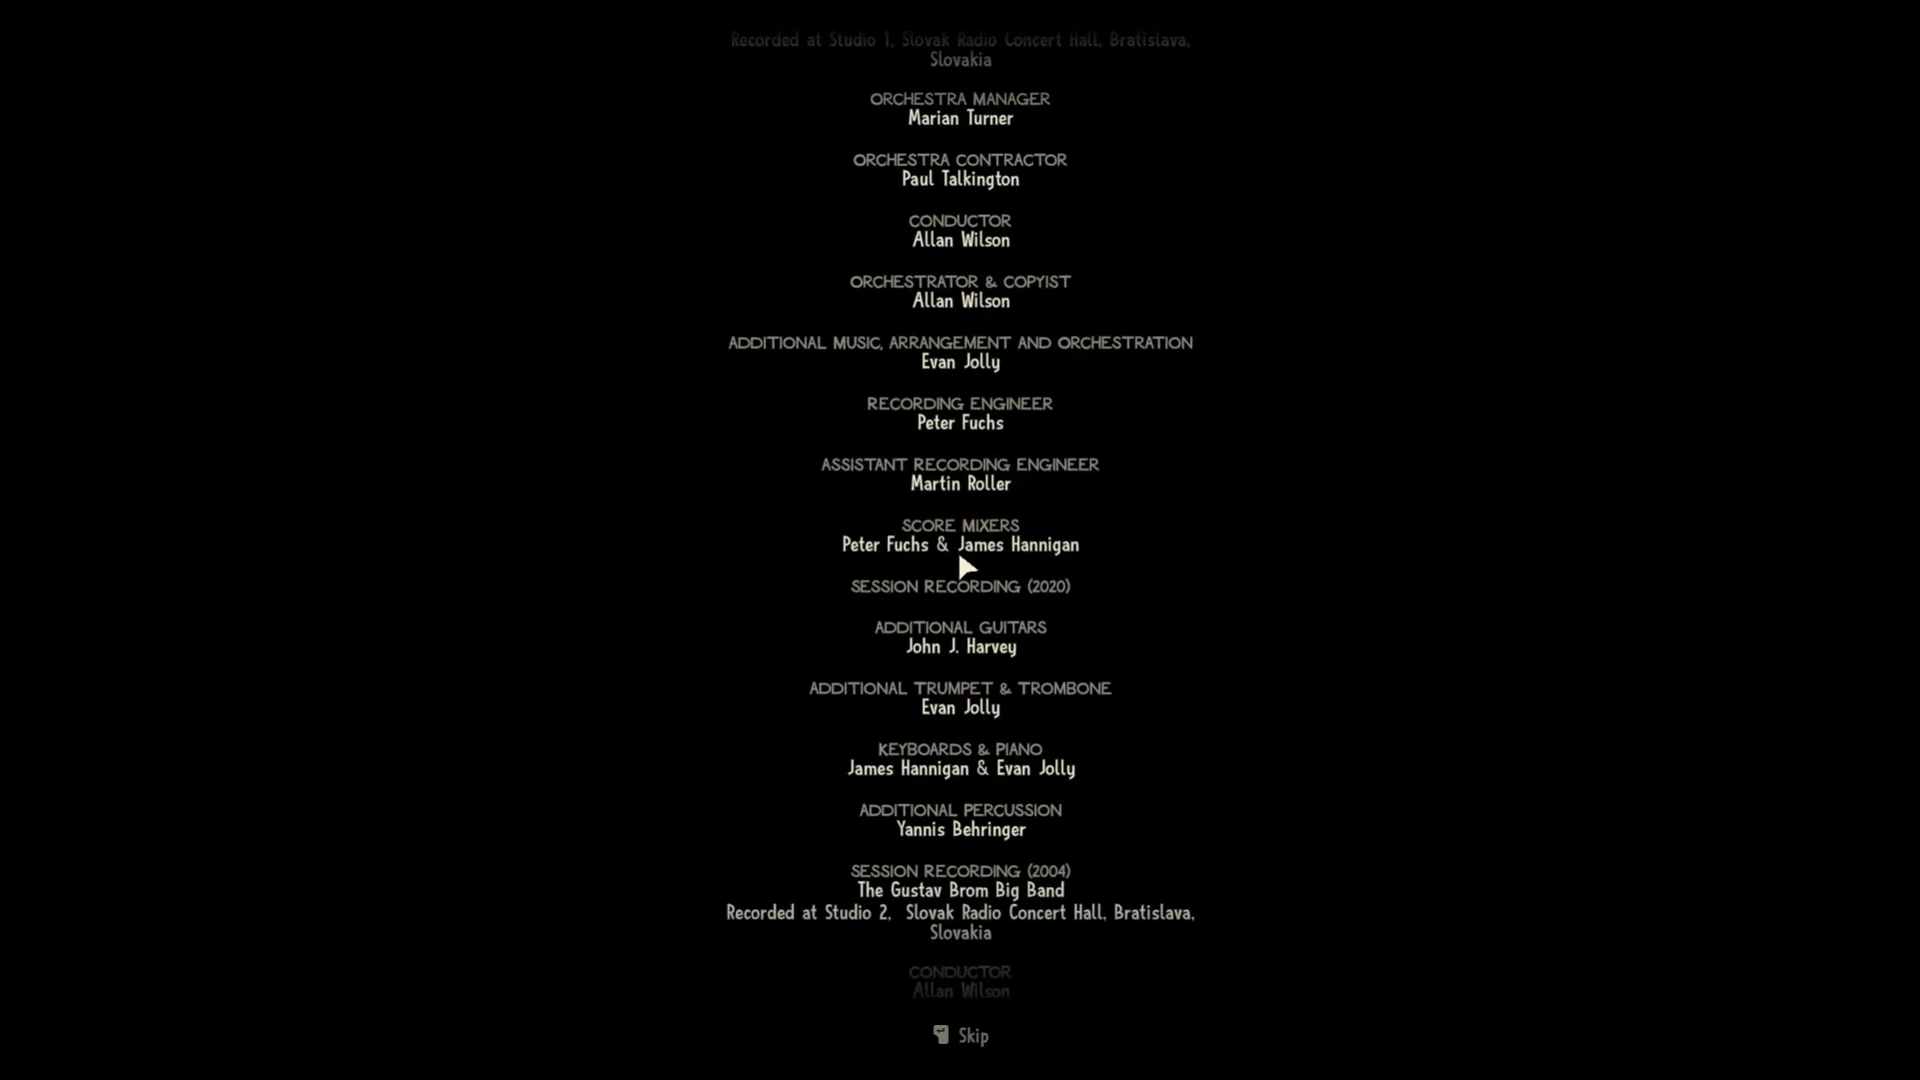 Recorded at Studio 1, Slovak Radio Concert Hall, Bratislava,
Slovakia
ORCHESTRA MANAGER
Marian Turner
ORCHESTRA CONTRACTOR
Paul Talkington
CONDUCTOR
Allan Wilson
ORCHESTRATOR & COPYIST
Allan Wilson
ADDITIONAL MUSIC, ARRANGEMENT AND ORCHESTRATION
Evan Jolly
RECORDING ENGINEER
Peter Fuchs
ASSISTANT RECORDING ENGINEER
Martin Roller
SCORE MIXERS
Peter Fuchs & James Hannigan
SESSION RECORDING (2020)
ADDITIONAL GUITARS
John J. Harvey
ADDITIONAL TRUMPET & TROMBONE
Evan Jolly
KEYBOARDS & PIANO
James Hannigan & Evan Jolly
ADDITIONAL PERCUSSION
Yannis Behringer
SESSION RECORDING (2004)
The Gustav Brom Big Band
Recorded at Studio 2, Slovak Radio Concert Hall, Bratislava,
Slovakia
CONDUCTOR
Allan Wilson
Skip